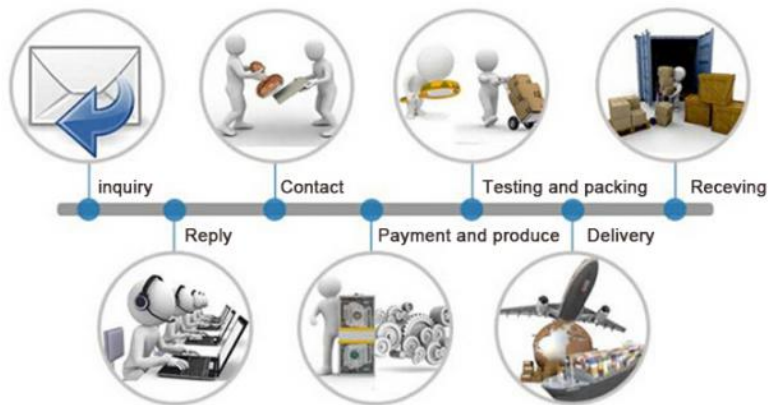 inquiry
Contact
Testing and packing
Receving
Reply
Payment and produce
Delivery